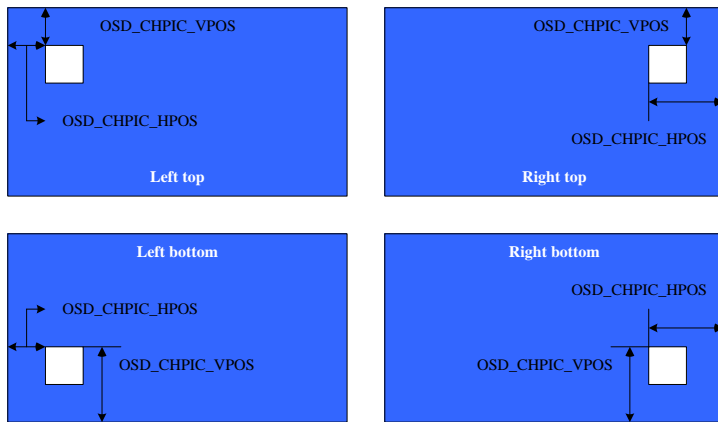 OSD_CHPIC_VPOS
OSD_CHPIC_HPOS
Left top
OSD_CHPIC_VPOS
OSD_CHPIC_HPOS
Right top
Left bottom
OSD_CHPIC_HPOS
OSD_CHPIC_VPOS
Right bottom
OSD_CHPIC_HPOS
OSD_CHPIC_VPOS